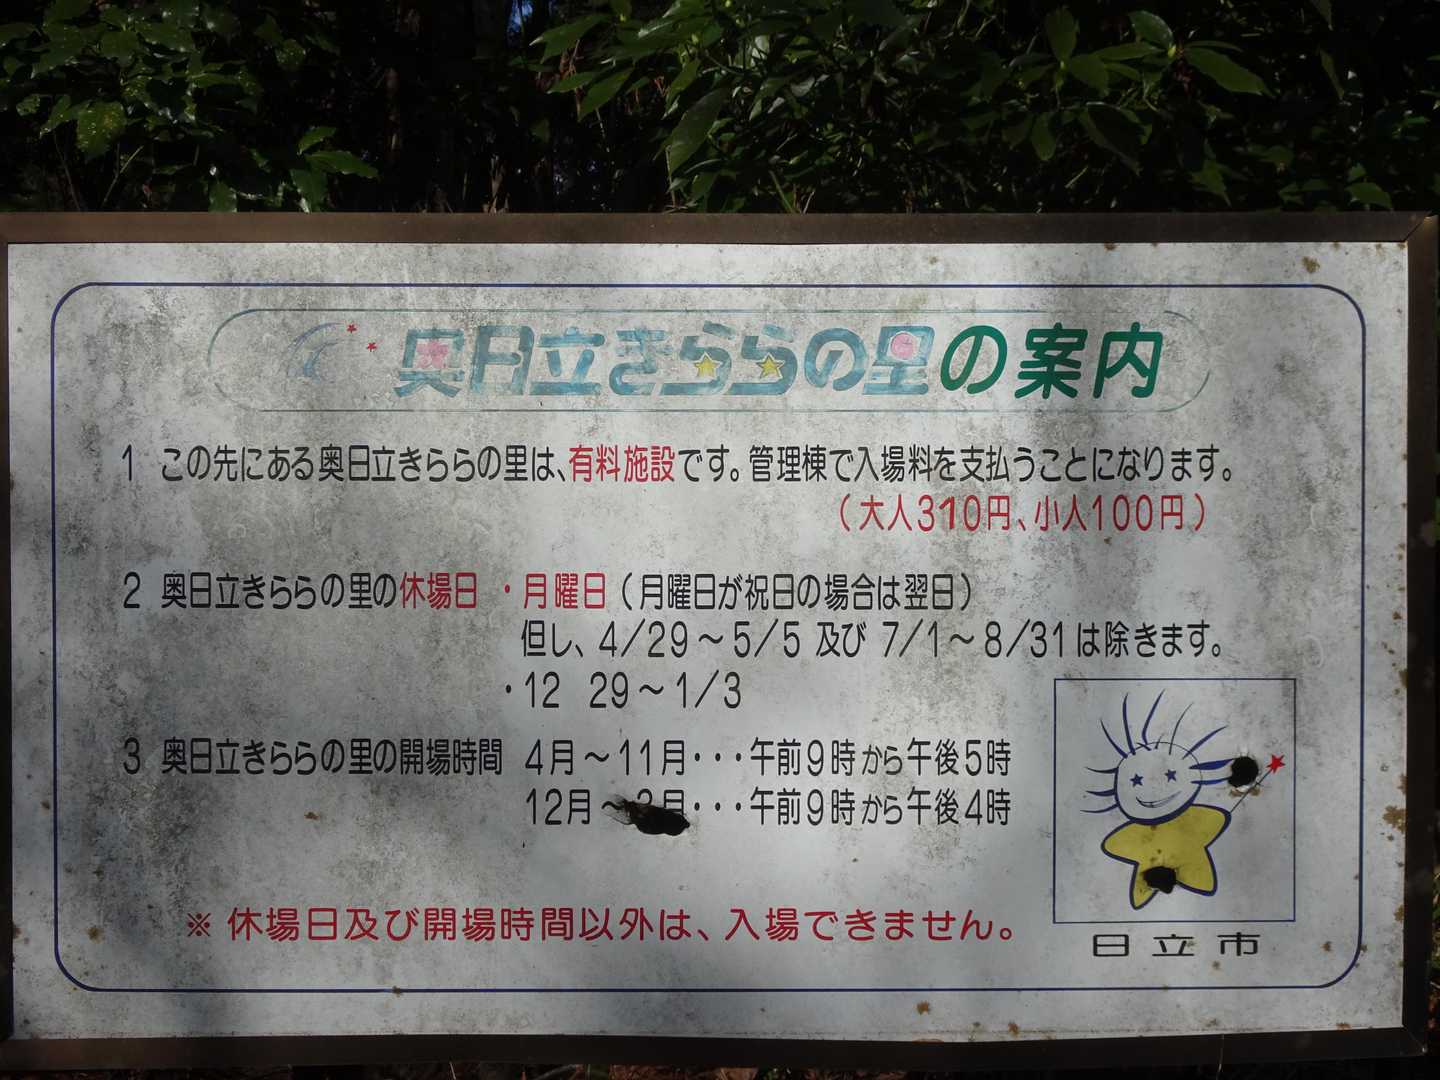 奥日立きららの里の案内
1 この先にある奥日立きららの里は、有料施設です。管理棟で入場料を支払うことになります。
（大人310円、小人100円）
2 奥日立きららの里の休場日 ・月曜日（月曜日が祝日の場合は翌日）
但し、4/29～5/5 及び 7/1～8/31は除きます。
・12 29～1/3
3 奥日立きららの里の開場時間 4月～11月・・・午前9時から午後5時
12月～3月・・・午前9時から午後4時
※休場日及び開場時間以外は、入場できません。
日立市